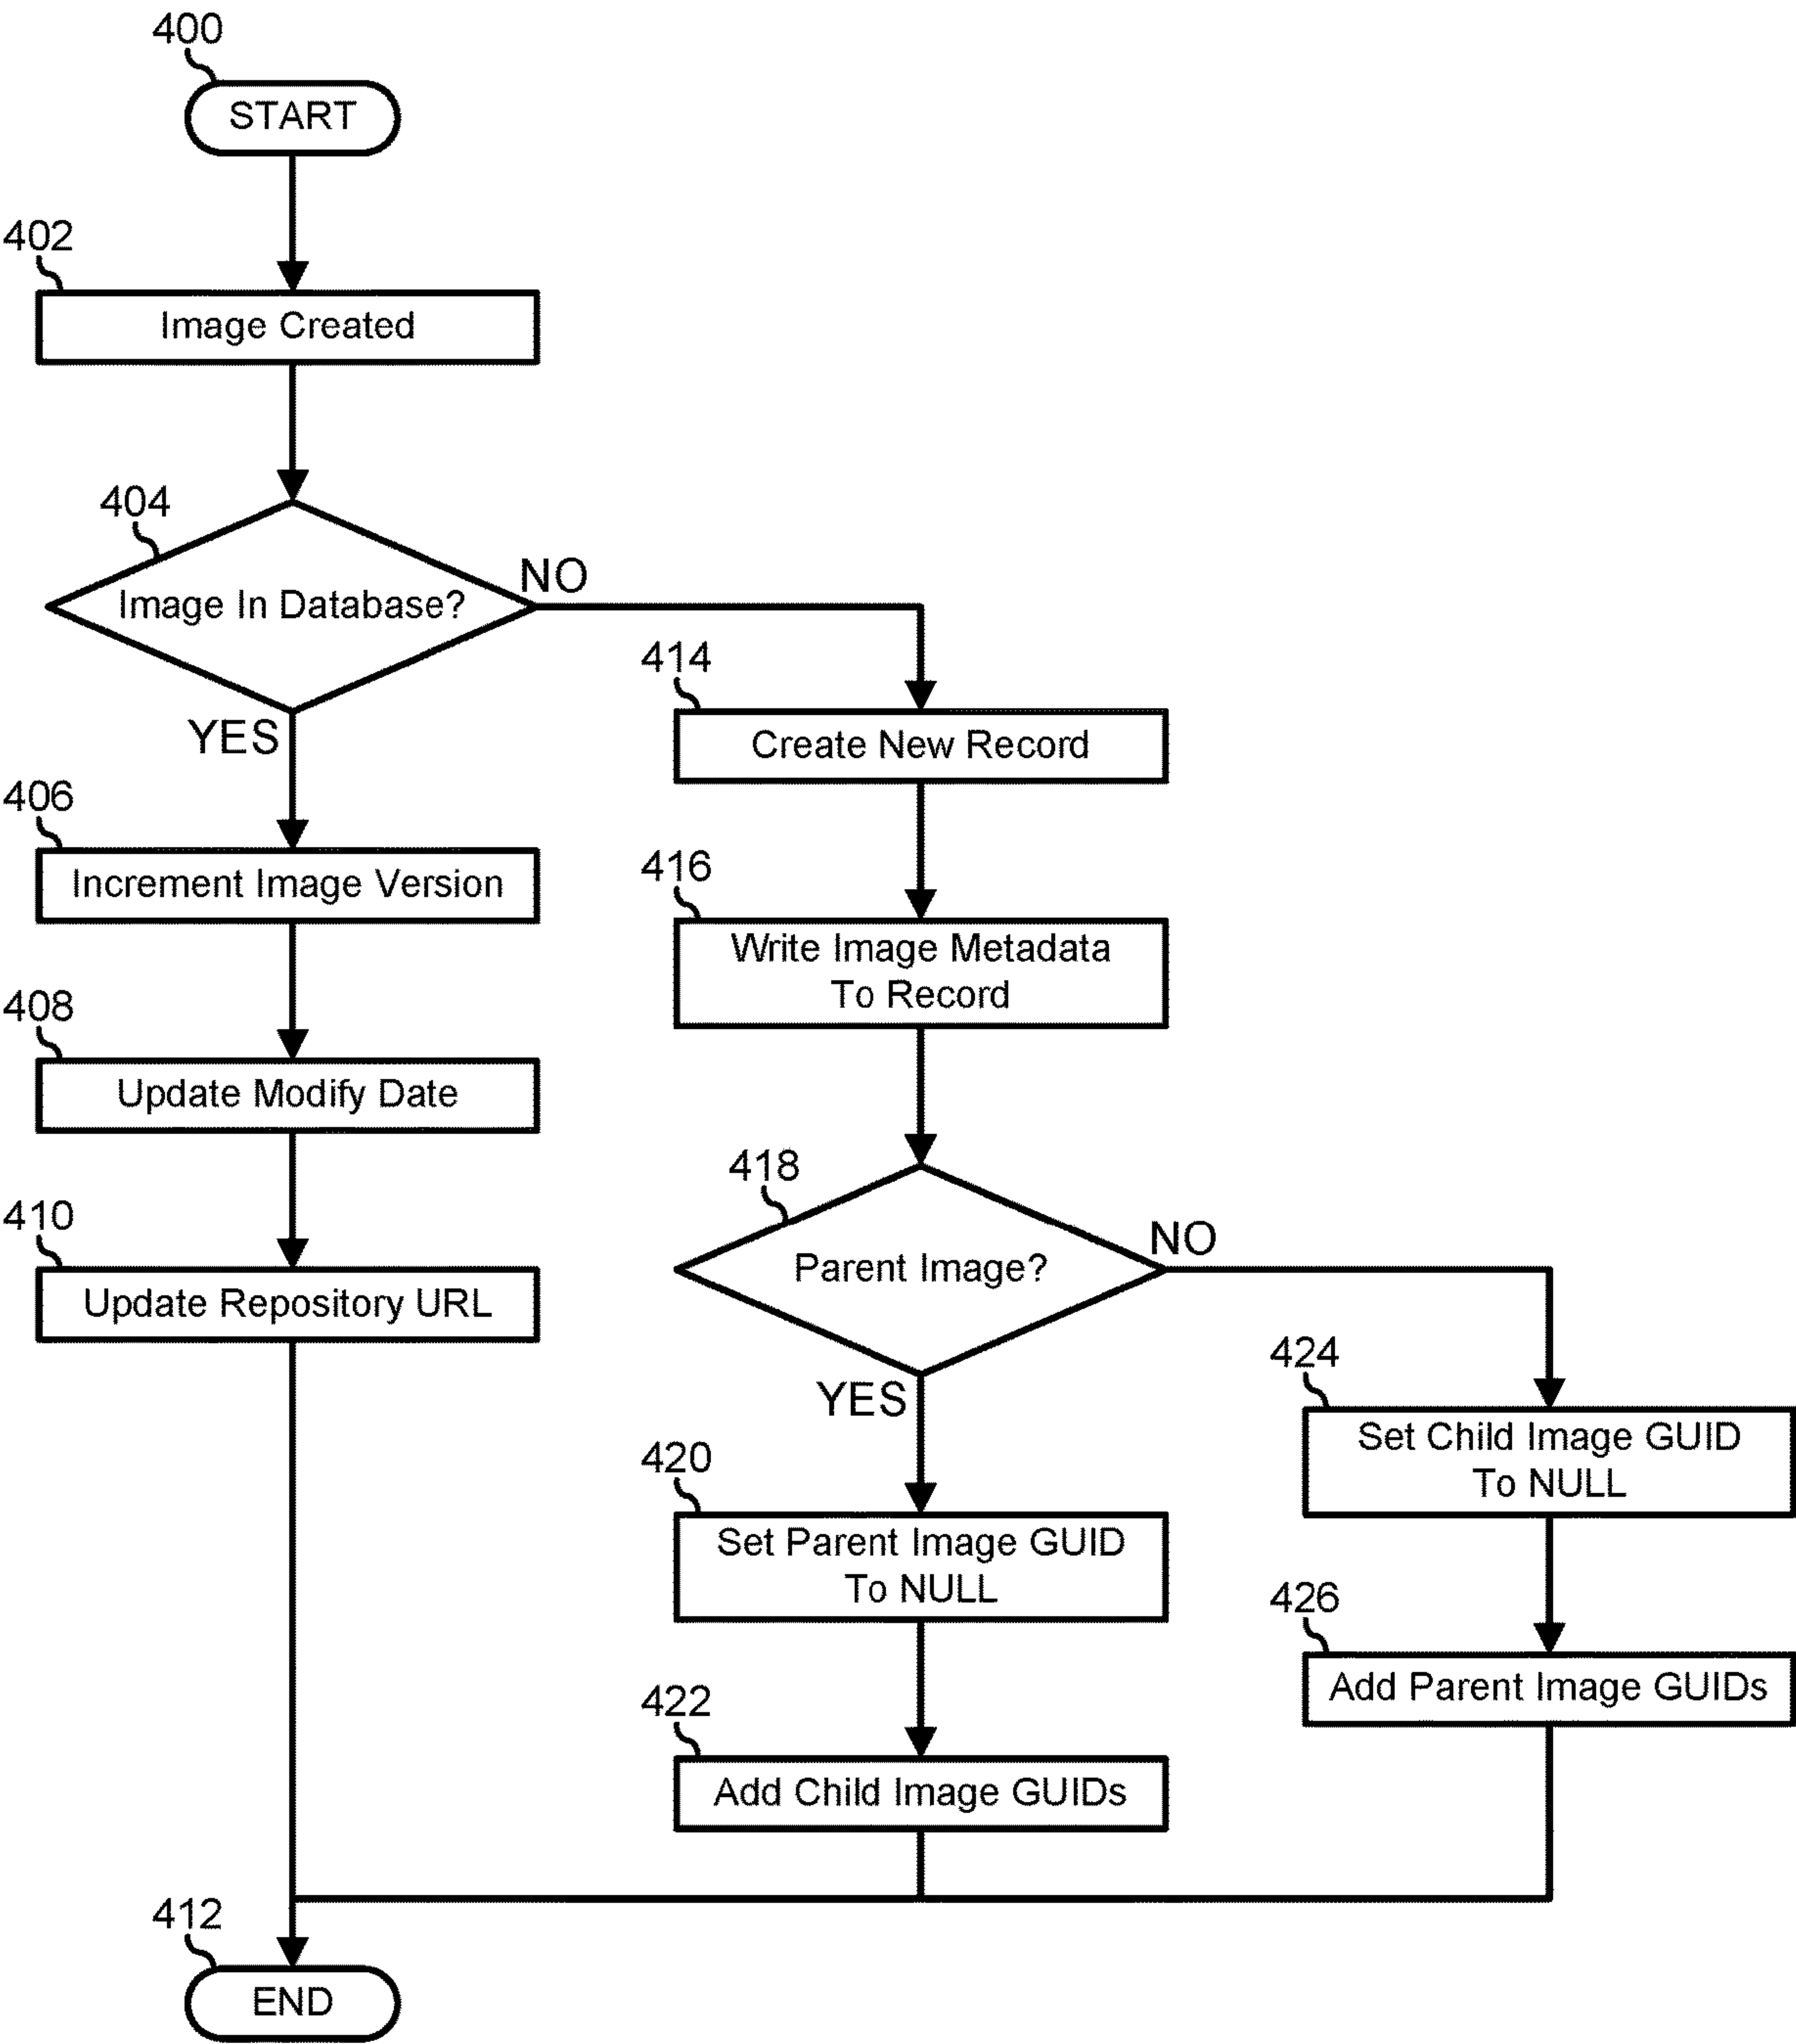 400
START
402
Image Created
404
Image In Database?
NO
YES
406
Increment Image Version
408
Update Modify Date
410
Update Repository URL
412
END
414
Create New Record
416
Write Image Metadata
To Record
418
Parent Image?
NO
YES
420
Set Parent Image GUID
To NULL
422
Add Child Image GUIDs
424
Set Child Image GUID
To NULL
426
Add Parent Image GUIDs